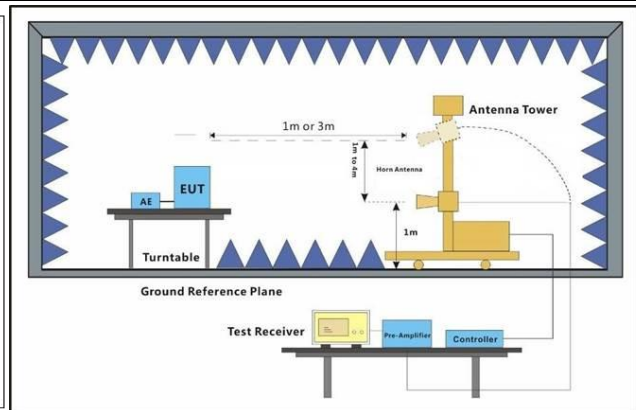 1m or 3m
Antenna Tower
1m to 4m
Horn Antenna
EUT
AE
1m
Turntable
Ground Reference Plane
Test Receiver
Pre-Amplifier
Controller